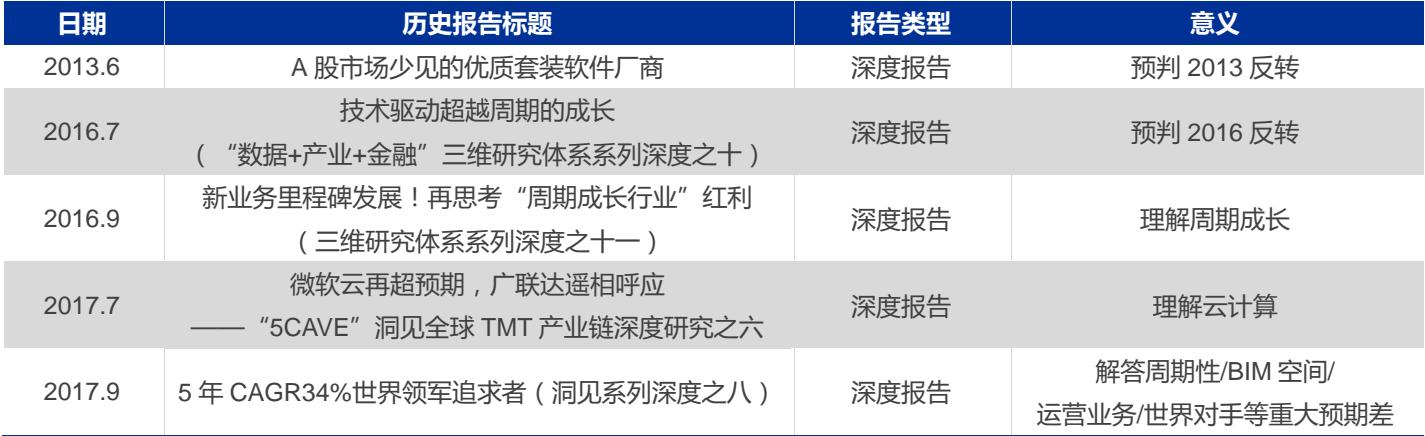 日期 历史报告标题 报告类型 意义
2013.6 A 股市场少见的优质套装软件厂商 深度报告 预判 2013 反转
技术驱动超越周期的成长
2016.7 深度报告 预判 2016 反转
（“数据+产业+金融”三维研究体系系列深度之十）
新业务里程碑发展！再思考“周期成长行业”红利
2016.9 深度报告 理解周期成长
（三维研究体系系列深度之十一）
微软云再超预期，广联达遥相呼应
2017.7 深度报告 理解云计算
——“5CAVE”洞见全球 TMT 产业链深度研究之六
解答周期性/BIM 空间/
2017.9 5 年 CAGR34%世界领军追求者（洞见系列深度之八） 深度报告
运营业务/世界对手等重大预期差